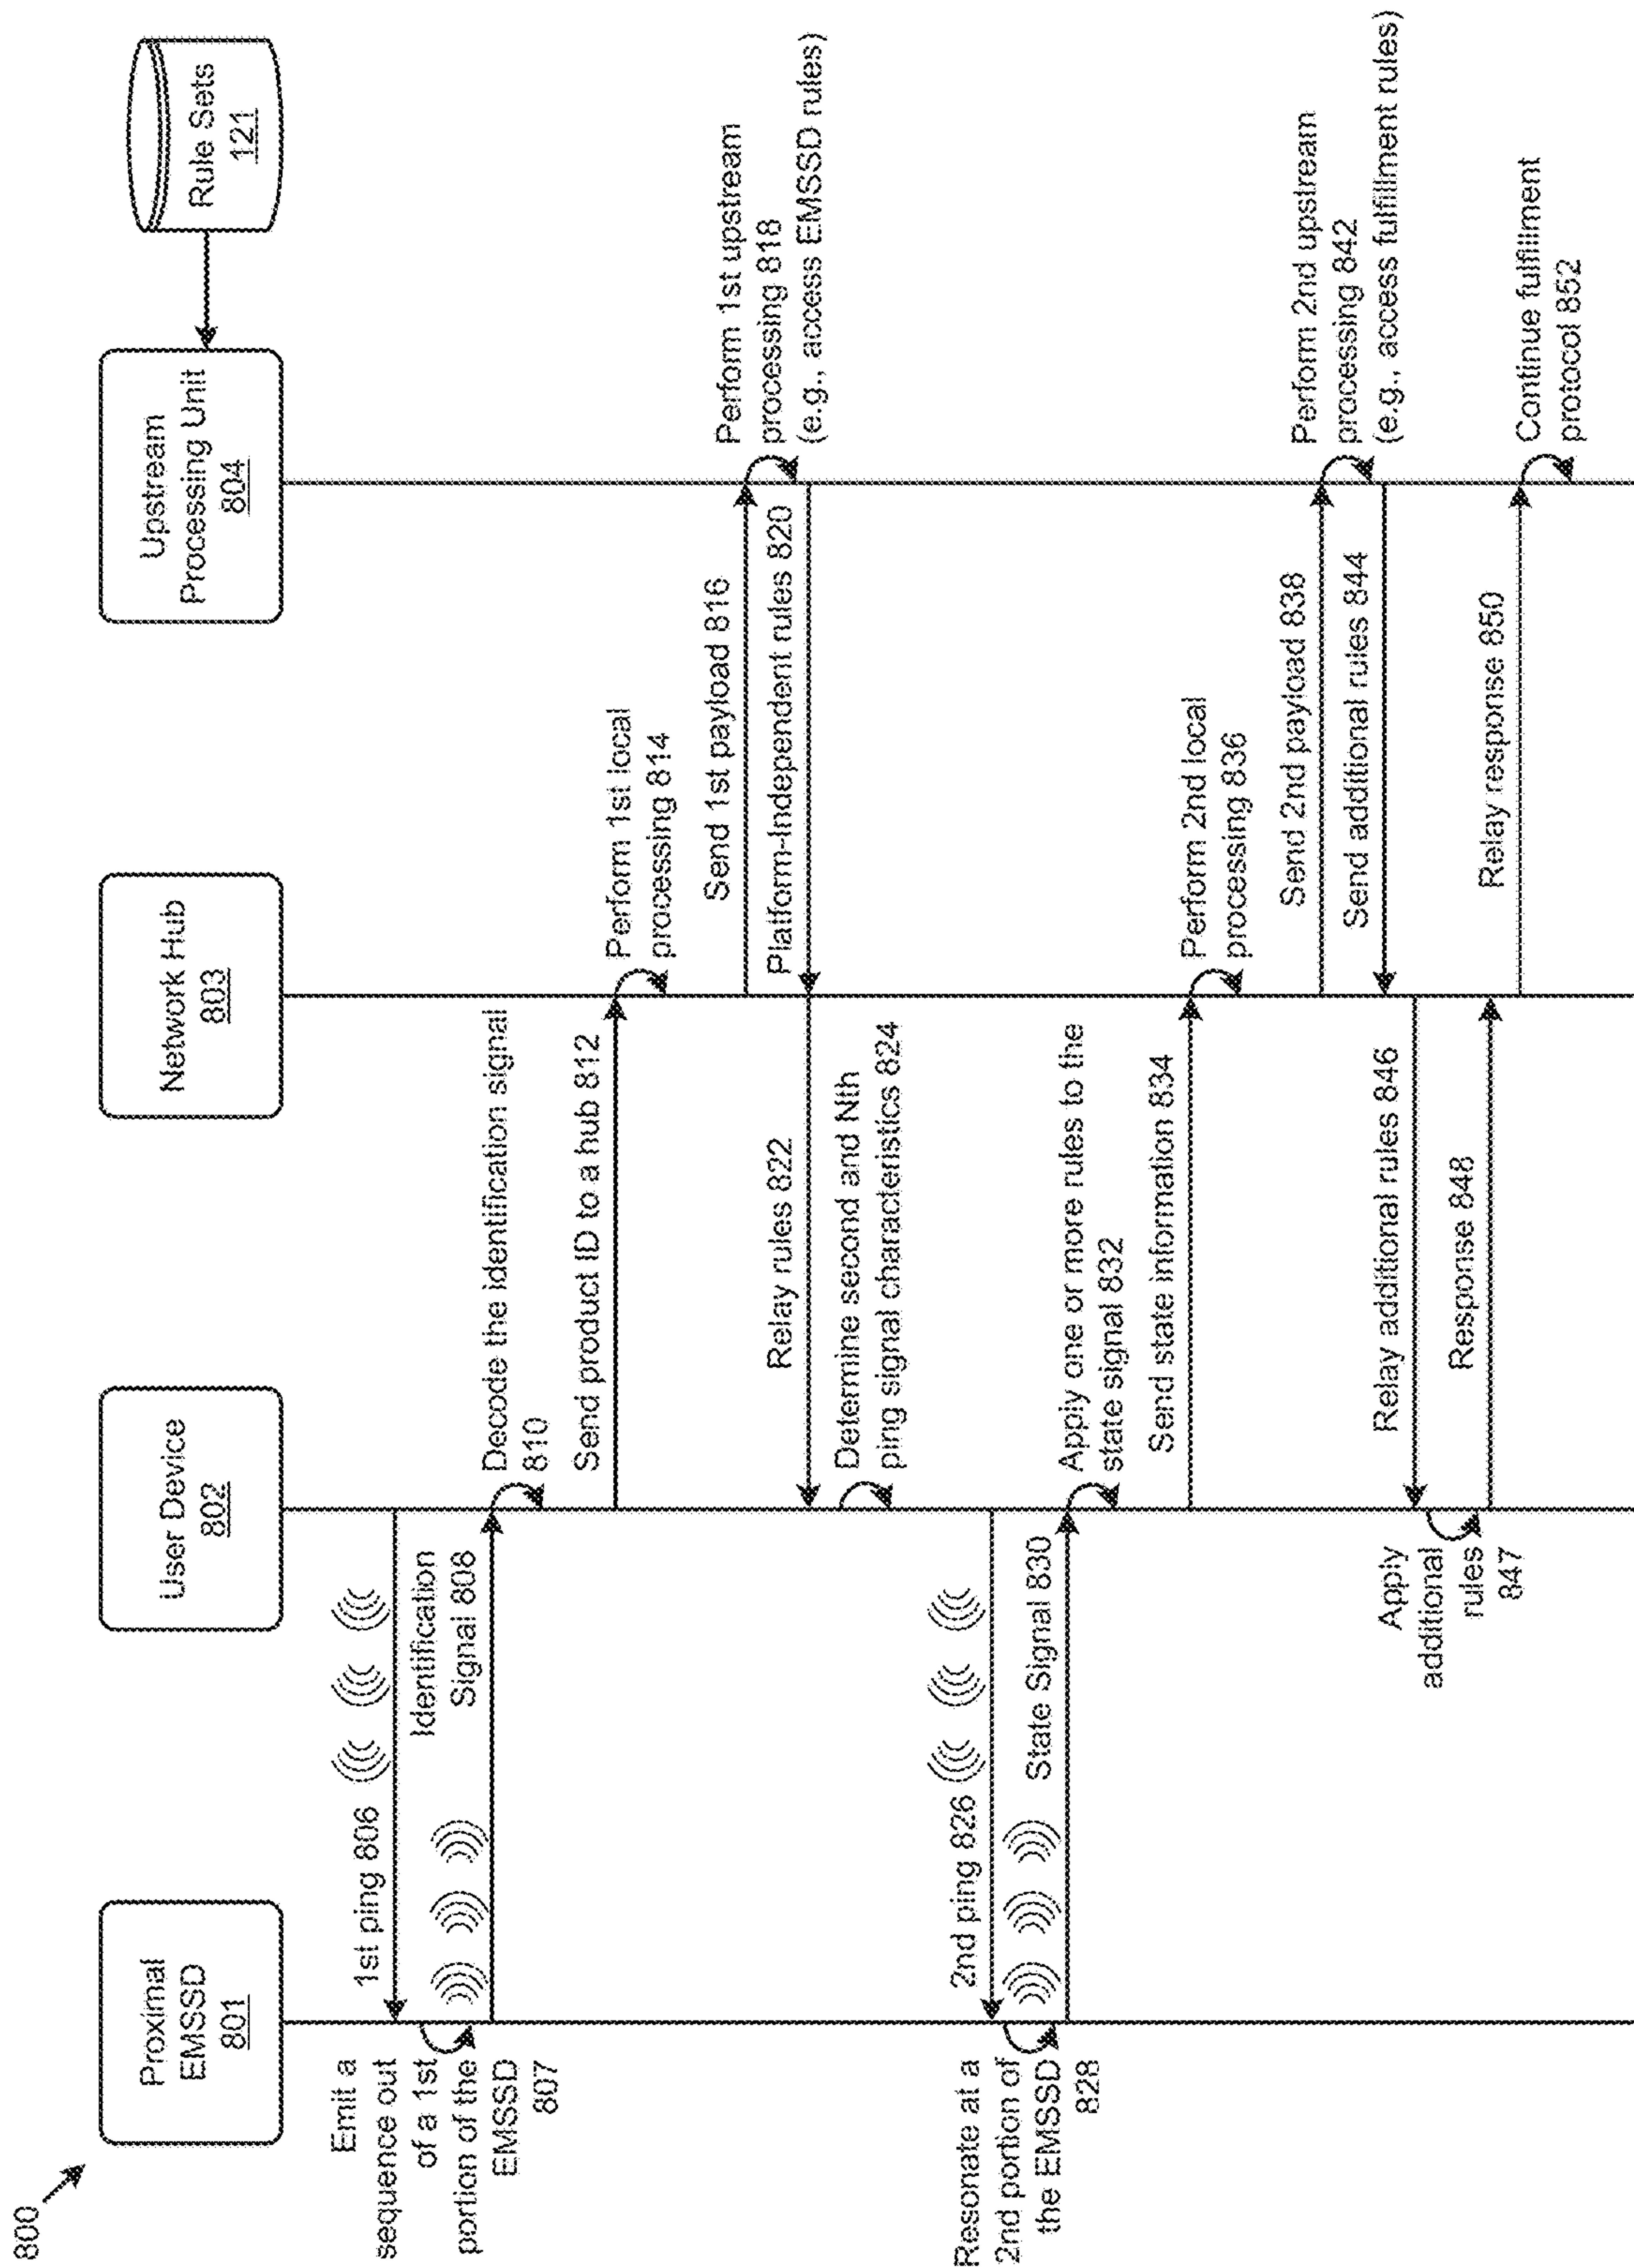 800
Proximal
EMSSD
801
User Device
802
Network Hub
803
Upstream
Processing Unit
804
Rule Sets
121
1st ping 806
Emit a
sequence out
of a 1st
portion of the
EMSSD
807
Identification
Signal 808
Decode the identification signal
810
Send product ID to a hub 812
Perform 1st local
processing 814
Send 1st payload 816
Perform 1st upstream
processing 818
(e.g., access EMSSD rules)
Platform-Independent rules 820
Relay rules 822
Determine second and Nth
ping signal characteristics 824
2nd ping 826
Resonate at a
2nd portion of
the EMSSD
828
State Signal 830
Apply one or more rules to the
state signal 832
Send state information 834
Perform 2nd local
processing 836
Send 2nd payload 838
Perform 2nd upstream
processing 842
(e.g., access fulfillment rules)
Send additional rules 844
Relay additional rules 846
Apply
additional
rules
847
Response 848
Relay response 850
Continue fulfillment
protocol 852